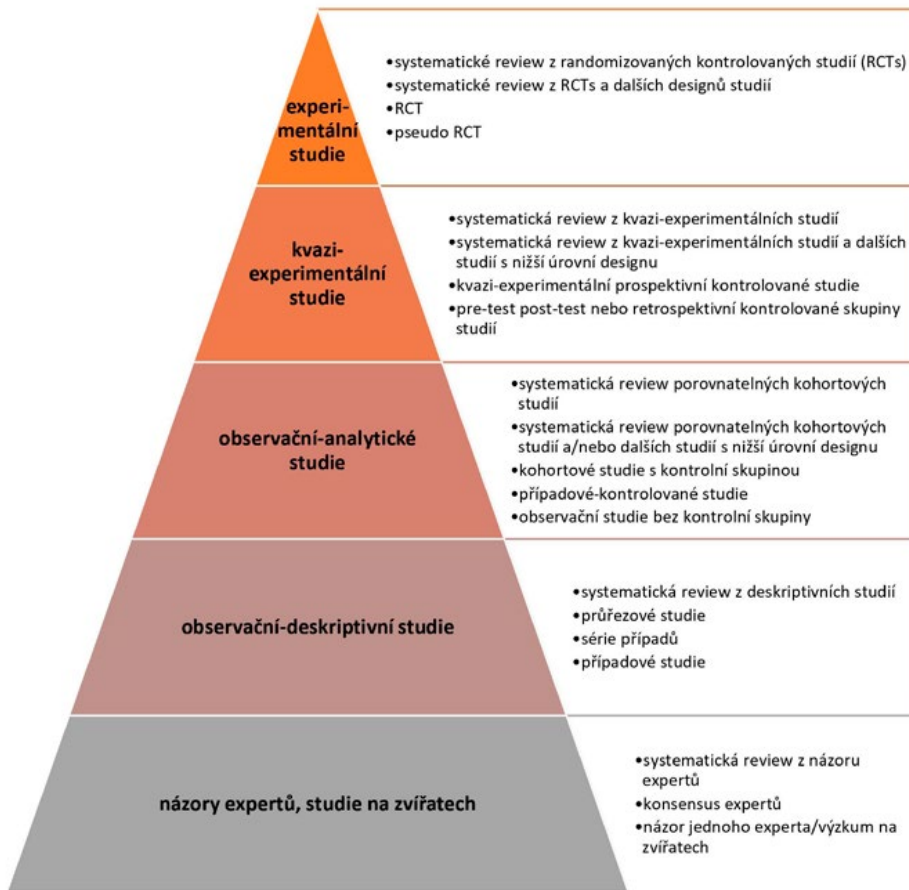 experi-
mentální
studie
•systematické review z randomizovaných kontrolovaných studií (RCTs)
•systematické review z RCTs a dalších designů studií
•RCT
•pseudo RCT
kvazi-
experimentální
studie
•systematická review z kvazi-experimentálních studií
•systematická review z kvazi-experimentálních studií a dalších
studií s nižší úrovní designu
•kvazi-experimentální prospektivní kontrolované studie
•pre-test post-test nebo retrospektivní kontrolované skupiny
studií
observační-analytické
studie
•systematická review porovnatelných kohortových
studií
•systematická review porovnatelných kohortových
studií a/nebo dalších studií s nižší úrovní designu
•kohortové studie s kontrolní skupinou
•případové-kontrolované studie
•observační studie bez kontrolní skupiny
observační-deskriptivní studie
•systematická review z deskriptivních studií
•průřezové studie
•série případů
•případové studie
názory expertů, studie na zvířatech
•systematická review z názoru
expertů
•konsensus expertů
•názor jednoho experta/výzkum na
zvířatech